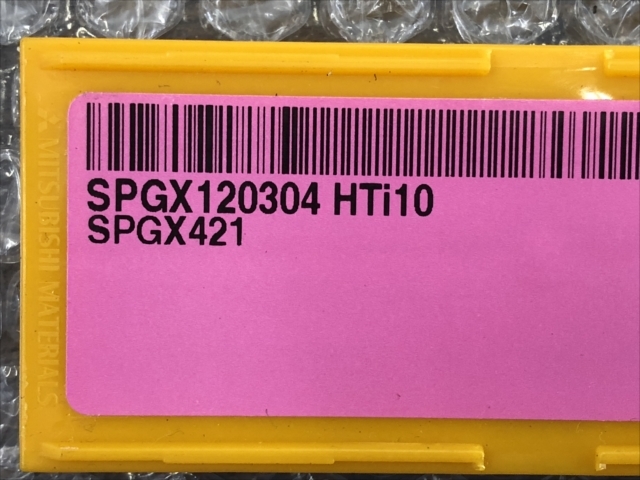 SPGX120304 HTi10
SPGX421
MITSUBISHI MATERIALS